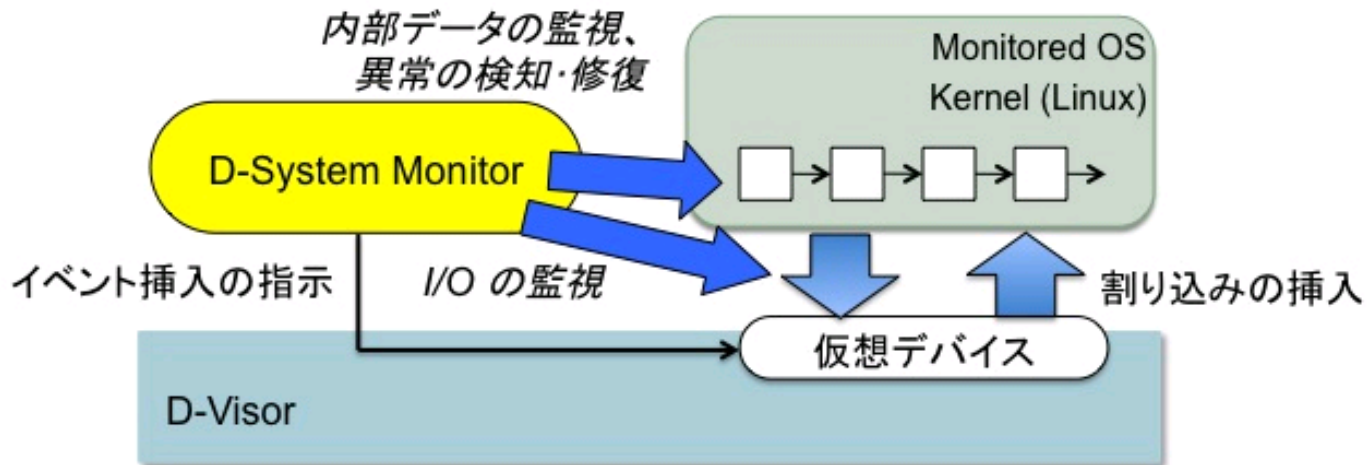 内部データの監視、
異常の検知･修復
Monitored OS
Kernel (Linux)
D-System Monitor
イベント挿入の指示
I/O の監視
割り込みの挿入
仮想デバイス
D-Visor